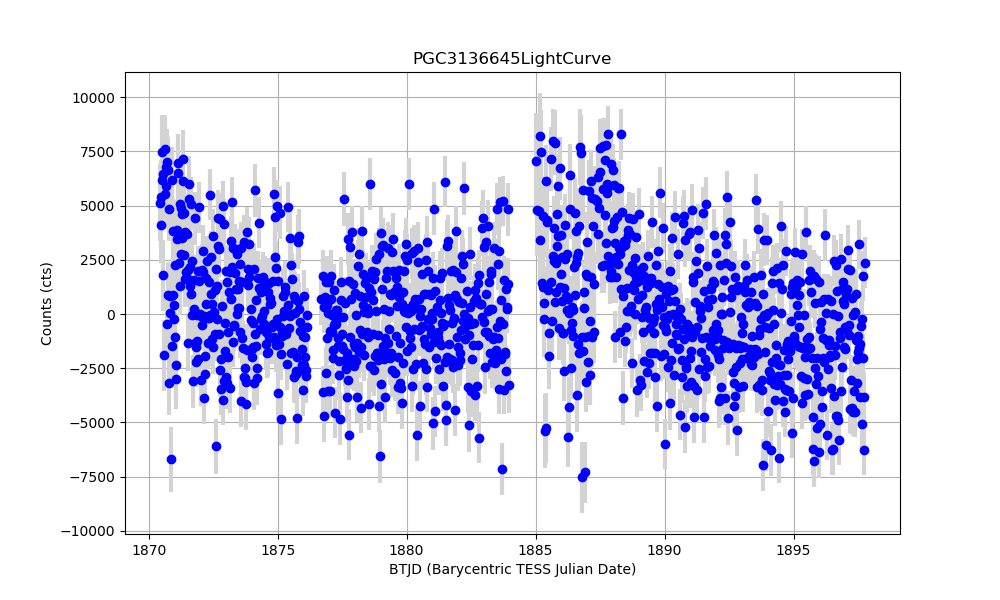 PGC3136645LightCurve
10000
7500
5000
2500
0
−2500
−5000
−7500
−10000
Counts (cts)
1870 1875 1880 1885 1890 1895
BTJD (Barycentric TESS Julian Date)